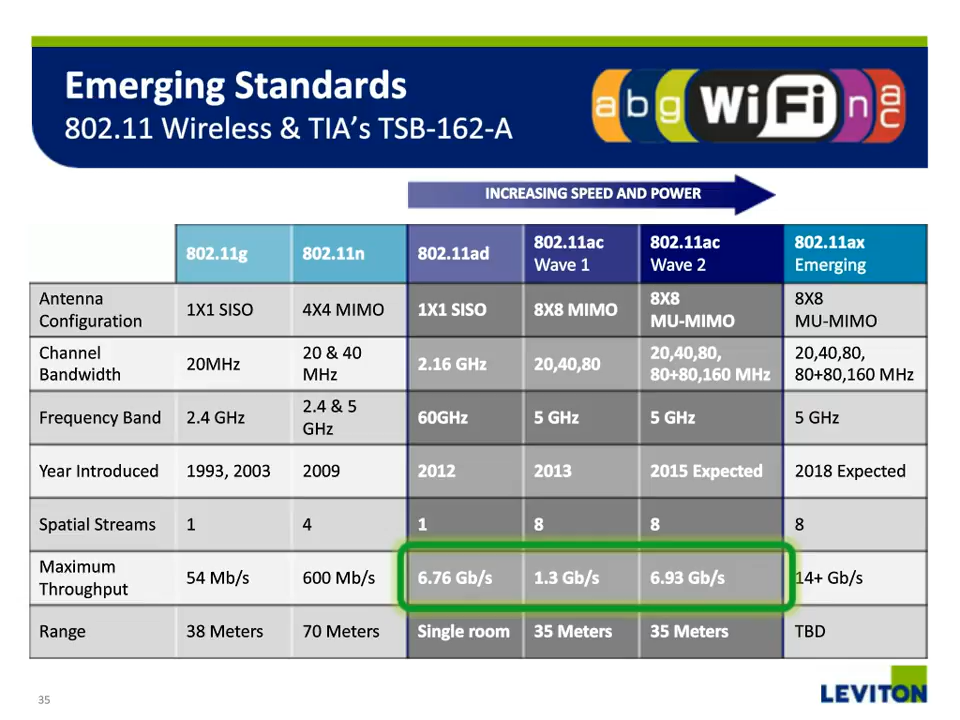 Emerging Standards
802.11 Wireless & TIA's TSB-162-A
a b g WiFi n ac
INCREASING SPEED AND POWER
802.11g 802.11n 802.11ad 802.11ac Wave 1 802.11ac Wave 2 802.11ax Emerging
Antenna Configuration 1X1 SISO 4X4 MIMO 1X1 SISO 8X8 MIMO 8X8 MU-MIMO 8X8 MU-MIMO
Channel Bandwidth 20MHz 20 & 40 MHz 2.16 GHz 20,40,80 20,40,80, 80+80,160 MHz 20,40,80, 80+80,160 MHz
Frequency Band 2.4 GHz 2.4 & 5 GHz 60GHz 5 GHz 5 GHz 5 GHz
Year Introduced 1993, 2003 2009 2012 2013 2015 Expected 2018 Expected
Spatial Streams 1 4 1 8 8 8
Maximum Throughput 54 Mb/s 600 Mb/s 6.76 Gb/s 1.3 Gb/s 6.93 Gb/s 14+ Gb/s
Range 38 Meters 70 Meters Single room 35 Meters 35 Meters TBD
35
LEVITON